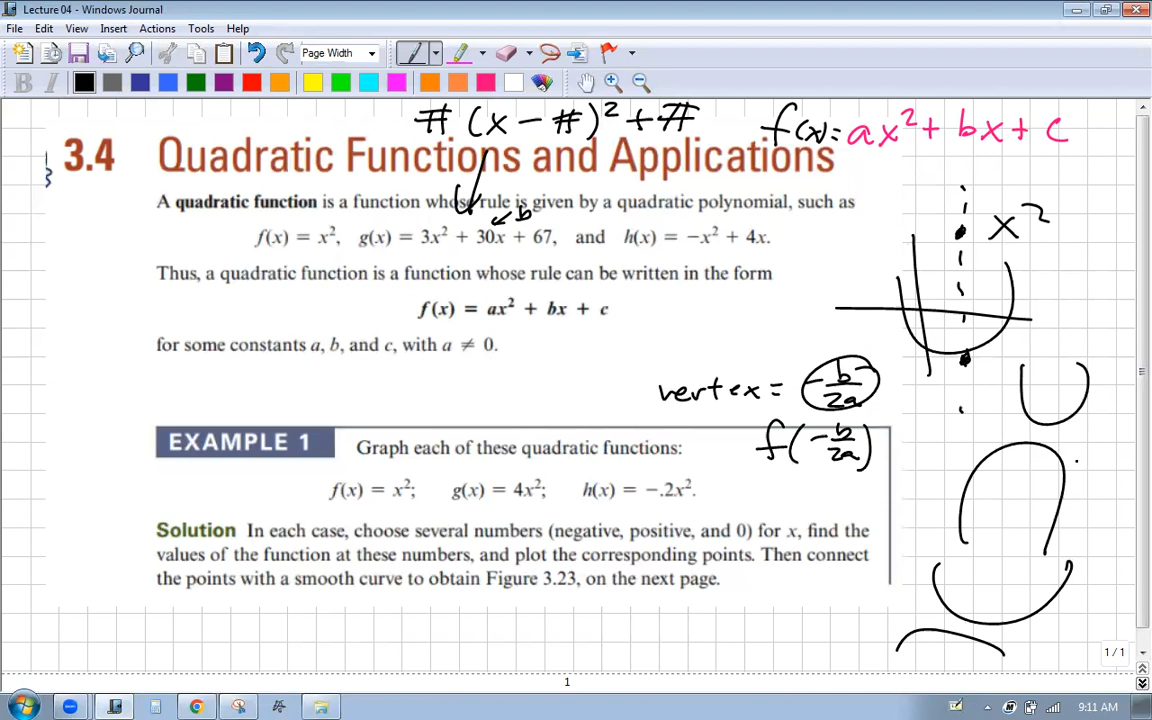 Lecture 04 - Windows Journal
File Edit View Insert Actions Tools Help
Page Width
B I
# (x - #)² + #
f(x) = ax² + bx + c
3.4 Quadratic Functions and Applications
A quadratic function is a function whose rule is given by a quadratic polynomial, such as
b
x²
f(x) = x², g(x) = 3x² + 30x + 67, and h(x) = −x² + 4x.
Thus, a quadratic function is a function whose rule can be written in the form
f(x) = ax² + bx + c
for some constants a, b, and c, with a ≠ 0.
vertex = -b/2a
f(-b/2a)
EXAMPLE 1 Graph each of these quadratic functions:
f(x) = x²; g(x) = 4x²; h(x) = −.2x².
Solution In each case, choose several numbers (negative, positive, and 0) for x, find the
values of the function at these numbers, and plot the corresponding points. Then connect
the points with a smooth curve to obtain Figure 3.23, on the next page.
1 / 1
1
9:11 AM